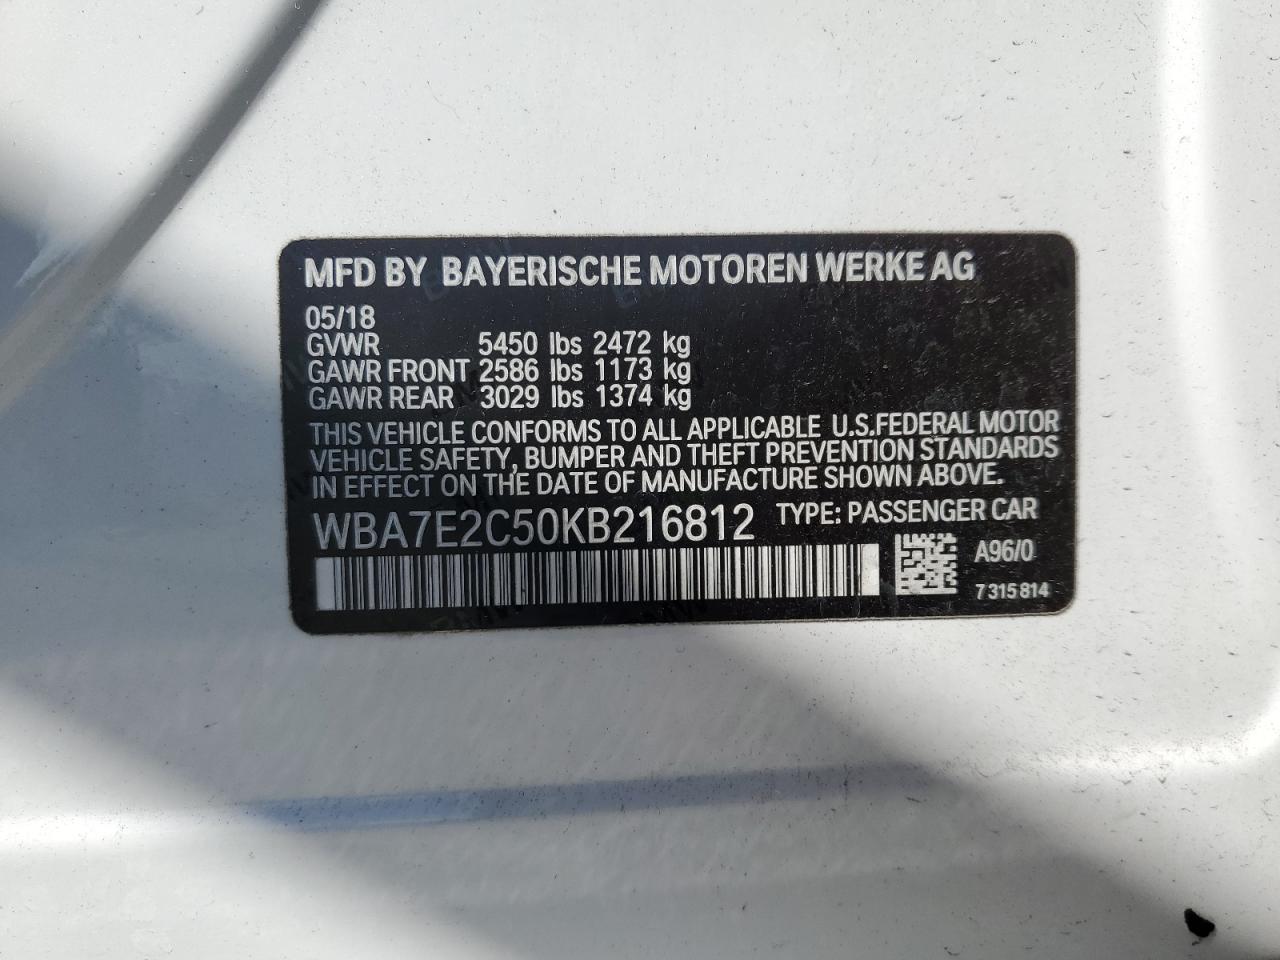 MFD BY BAYERISCHE MOTOREN WERKE AG
05/18
GVWR 5450 lbs 2472 kg
GAWR FRONT 2586 lbs 1173 kg
GAWR REAR 3029 lbs 1374 kg
THIS VEHICLE CONFORMS TO ALL APPLICABLE U.S.FEDERAL MOTOR
VEHICLE SAFETY, BUMPER AND THEFT PREVENTION STANDARDS
IN EFFECT ON THE DATE OF MANUFACTURE SHOWN ABOVE.
WBA7E2C50KB216812 TYPE: PASSENGER CAR
A96/0
7 315 814